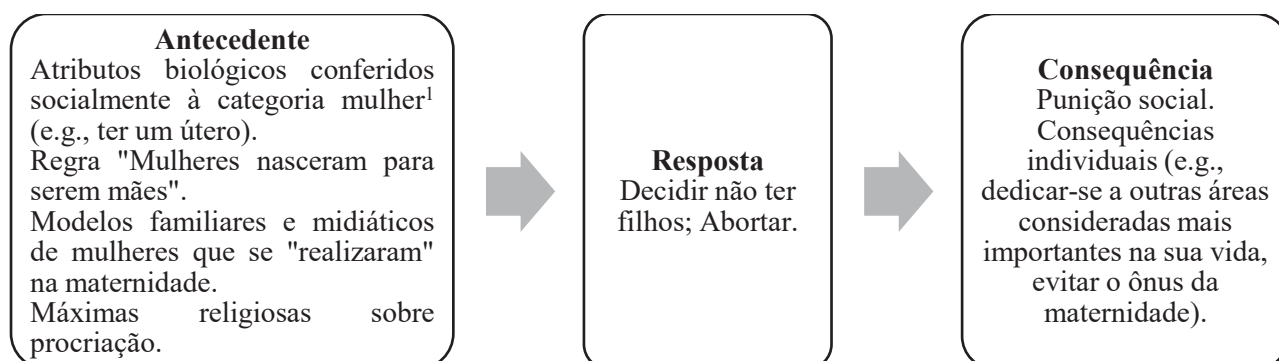 Antecedente
Atributos biológicos conferidos
socialmente à categoria mulher¹
(e.g., ter um útero).
Regra "Mulheres nasceram para
serem mães".
Modelos familiares e midiáticos
de mulheres que se "realizaram"
na maternidade.
Máximas religiosas sobre
procriação.
Resposta
Decidir não ter
filhos; Abortar.
Consequência
Punição social.
Consequências
individuais (e.g.,
dedicar-se a outras áreas
consideradas mais
importantes na sua vida,
evitar o ônus da
maternidade).